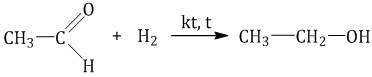 O
CH₃—C + H₂ kt, t CH₃—CH₂—OH
H